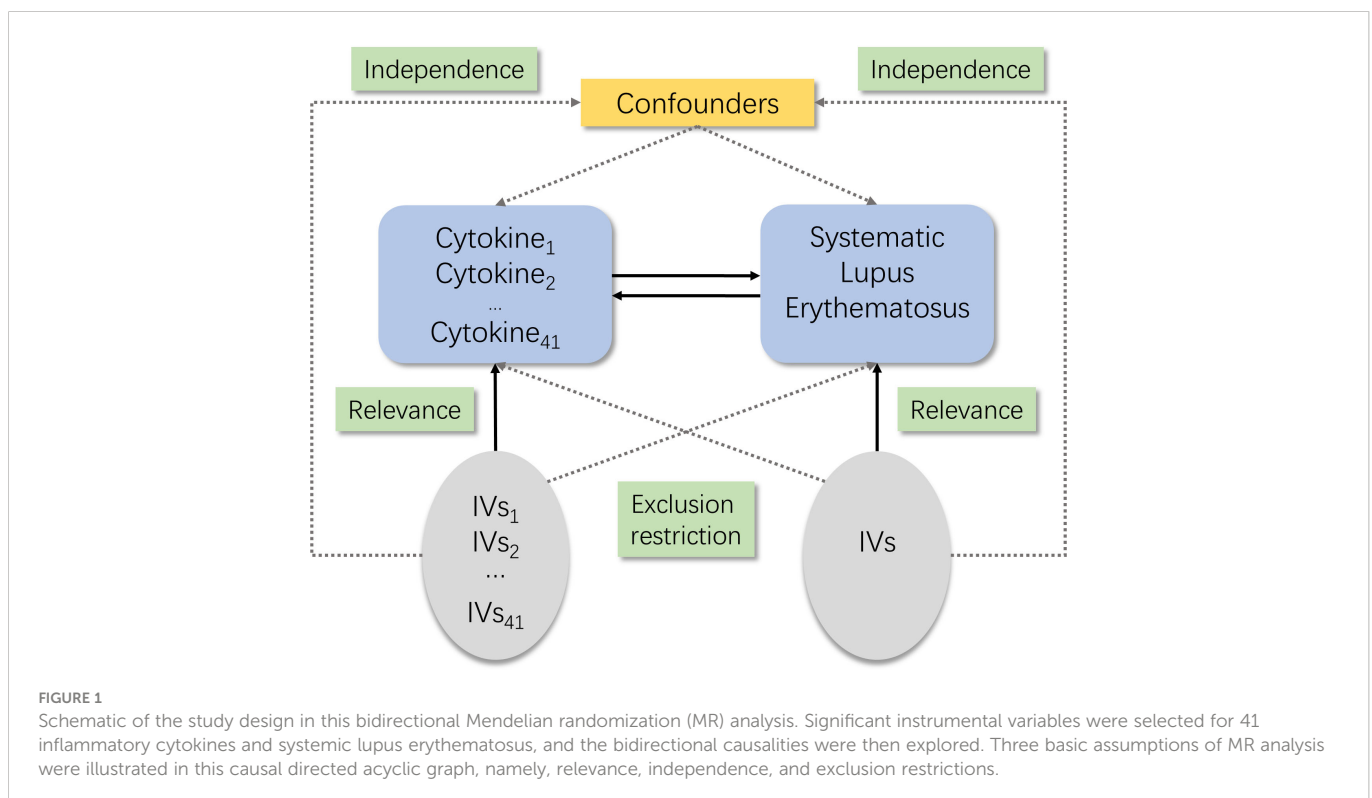 Independence
Independence
Confounders
Cytokine₁
Cytokine₂
...
Cytokine₄₁
Systematic
Lupus
Erythematosus
Relevance
Relevance
IVs₁
IVs₂
...
IVs₄₁
Exclusion
restriction
IVs
FIGURE 1
Schematic of the study design in this bidirectional Mendelian randomization (MR) analysis. Significant instrumental variables were selected for 41
inflammatory cytokines and systemic lupus erythematosus, and the bidirectional causalities were then explored. Three basic assumptions of MR analysis
were illustrated in this causal directed acyclic graph, namely, relevance, independence, and exclusion restrictions.